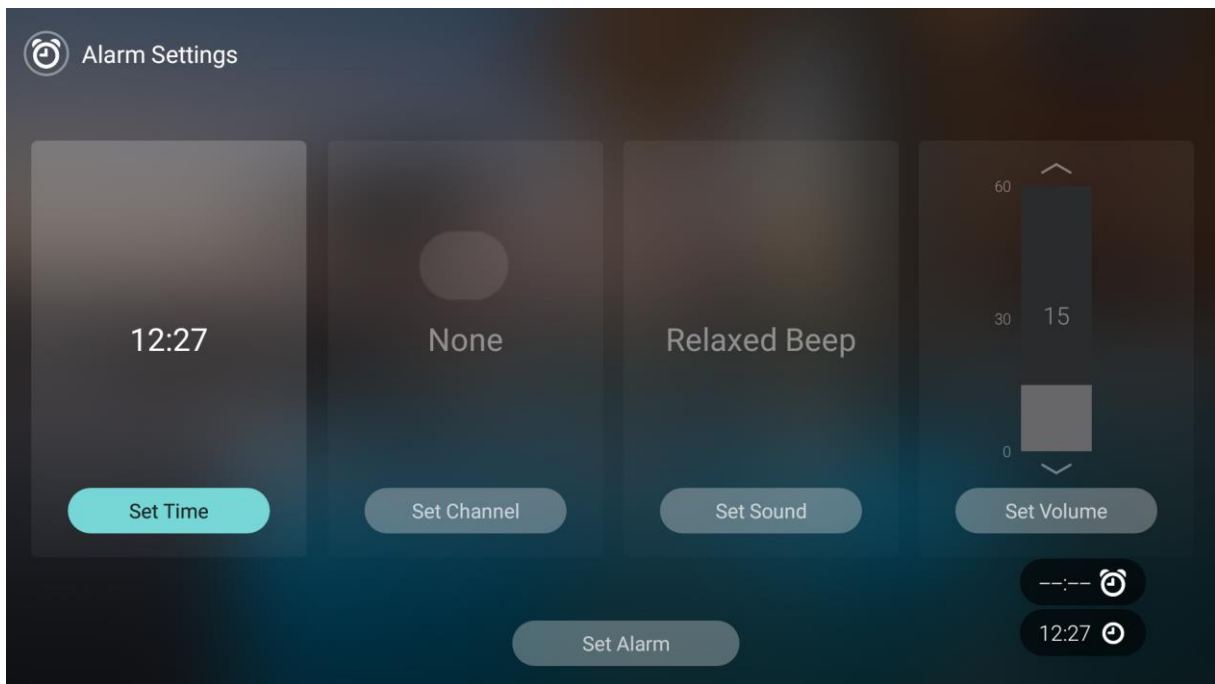 Alarm Settings
12:27
Set Time
None
Set Channel
Relaxed Beep
Set Sound
60
30
15
0
Set Volume
––:––
12:27
Set Alarm